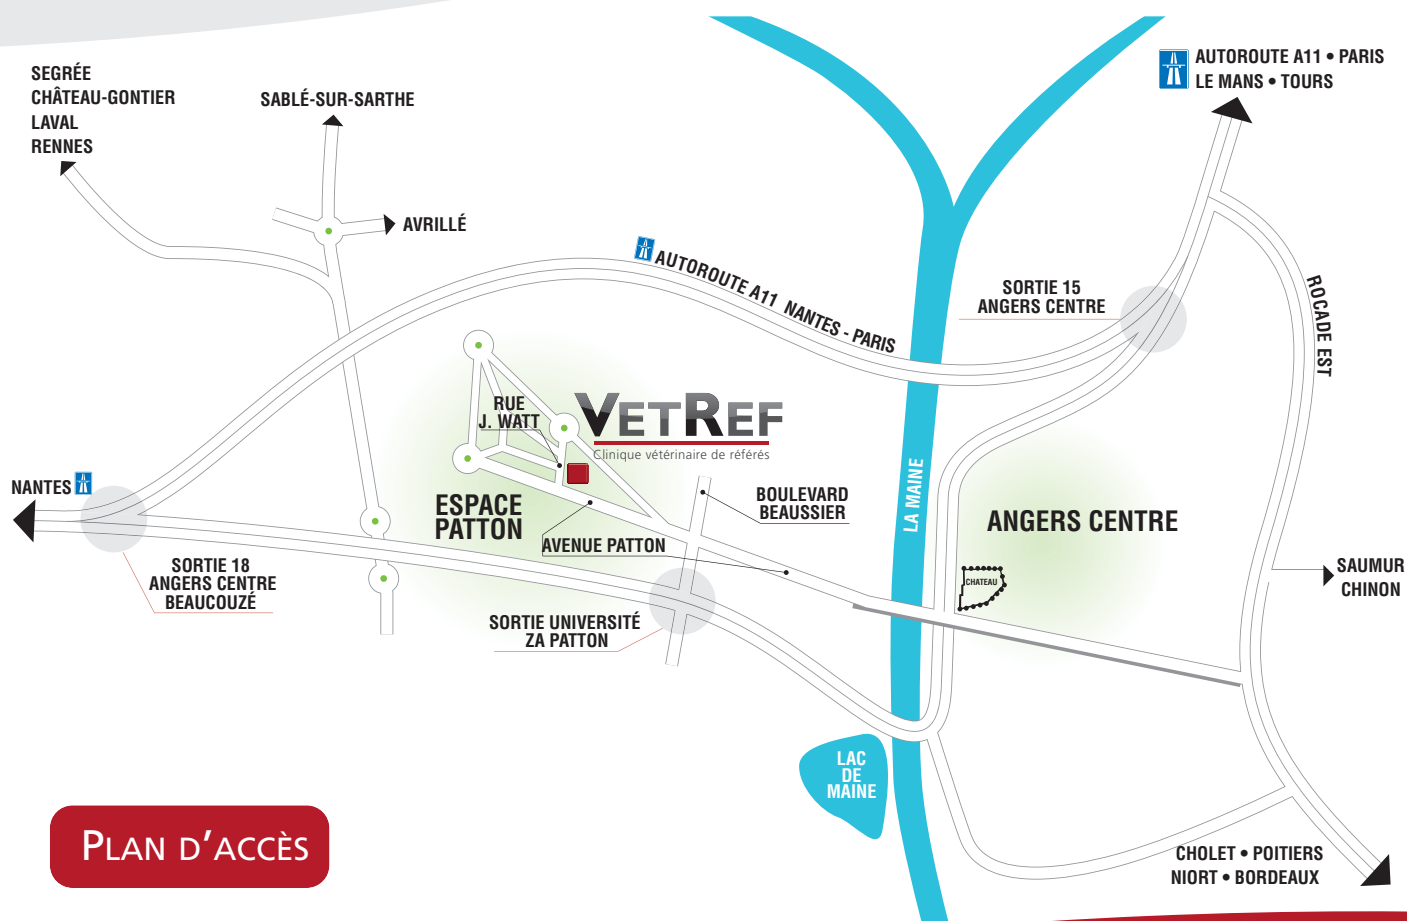 SEGRÉE
CHÂTEAU-GONTIER
LAVAL
RENNES
SABLÉ-SUR-SARTHE
AVRILLÉ
AUTOROUTE A11 • PARIS
LE MANS • TOURS
AUTOROUTE A11 NANTES - PARIS
SORTIE 15
ANGERS CENTRE
ROCADE EST
RUE
J. WATT
VETREF
Clinique vétérinaire de référés
NANTES
ESPACE
PATTON
BOULEVARD
BEAUSSIER
AVENUE PATTON
LA MAINE
ANGERS CENTRE
CHATEAU
SAUMUR
CHINON
SORTIE 18
ANGERS CENTRE
BEAUCOUZÉ
SORTIE UNIVERSITÉ
ZA PATTON
LAC
DE
MAINE
PLAN D'ACCÈS
CHOLET • POITIERS
NIORT • BORDEAUX